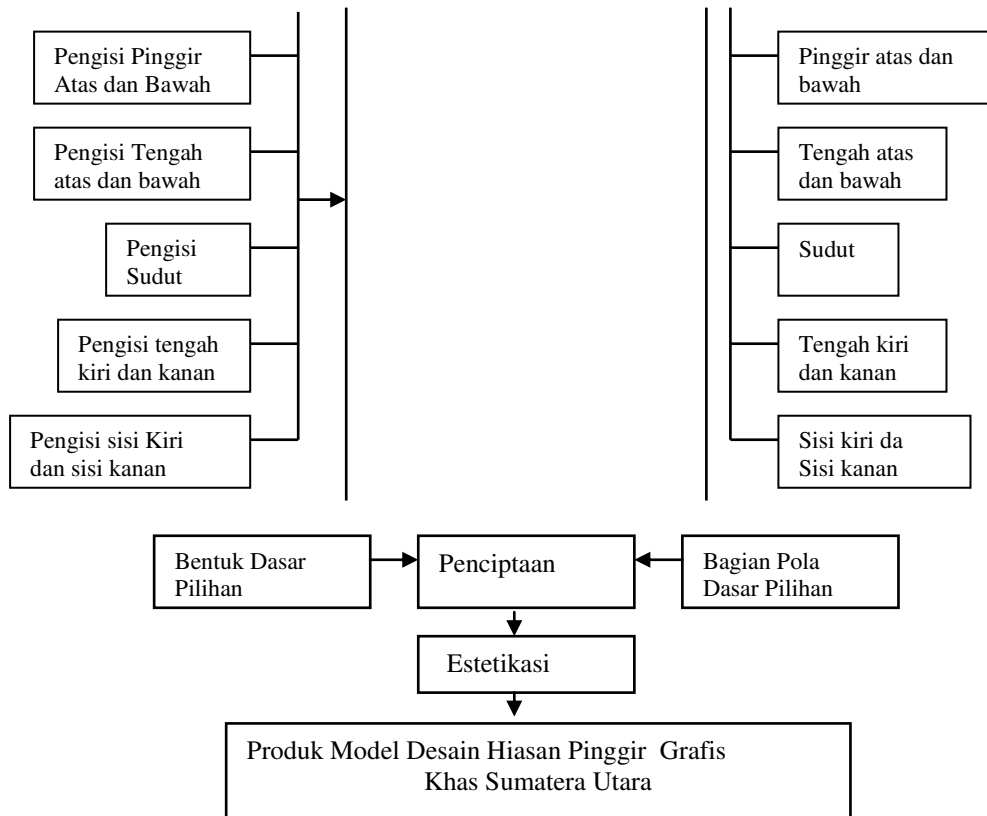 Pengisi Pinggir
Atas dan Bawah
Pengisi Tengah
atas dan bawah
Pengisi
Sudut
Pengisi tengah
kiri dan kanan
Pengisi sisi Kiri
dan sisi kanan
Pinggir atas dan
bawah
Tengah atas
dan bawah
Sudut
Tengah kiri
dan kanan
Sisi kiri da
Sisi kanan
Bentuk Dasar
Pilihan
Penciptaan
Bagian Pola
Dasar Pilihan
Estetikasi
Produk Model Desain Hiasan Pinggir Grafis
Khas Sumatera Utara